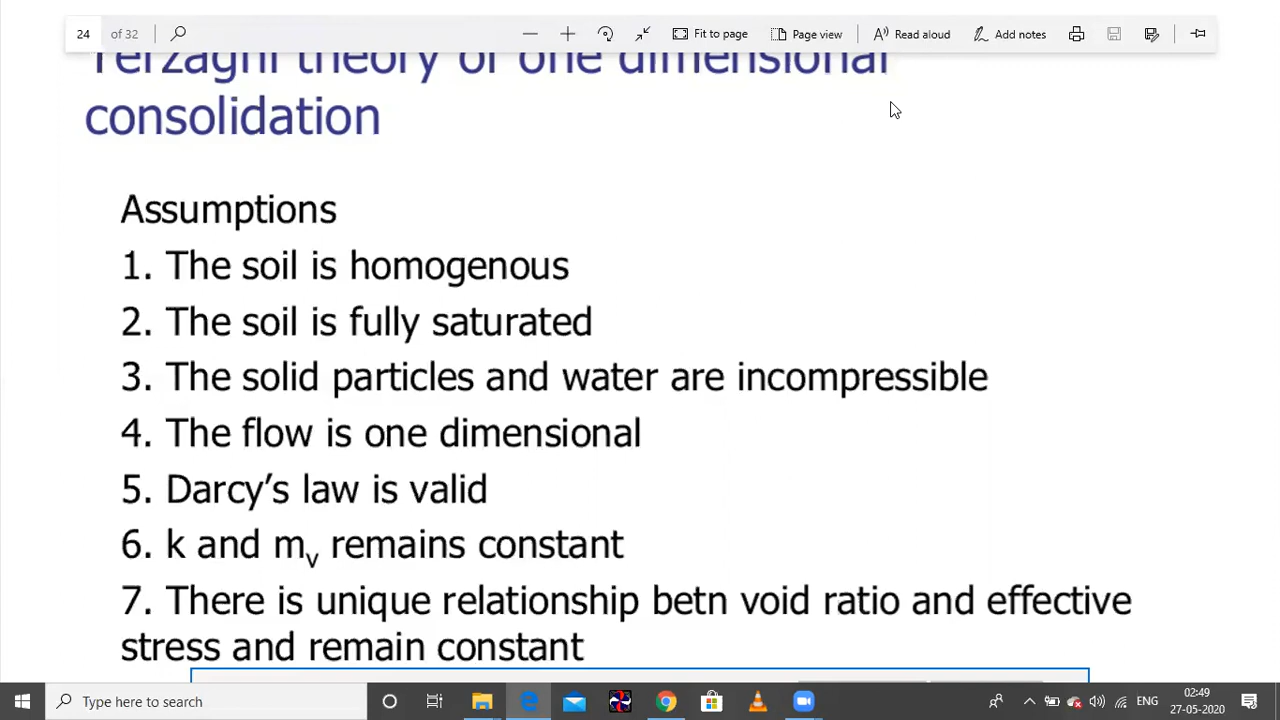 24 of 32 Fit to page Page view Read aloud Add notes
Terzaghi theory of one dimensional
consolidation
Assumptions
1. The soil is homogenous
2. The soil is fully saturated
3. The solid particles and water are incompressible
4. The flow is one dimensional
5. Darcy’s law is valid
6. k and mv remains constant
7. There is unique relationship betn void ratio and effective
stress and remain constant
Type here to search
ENG
02:49
27-05-2020